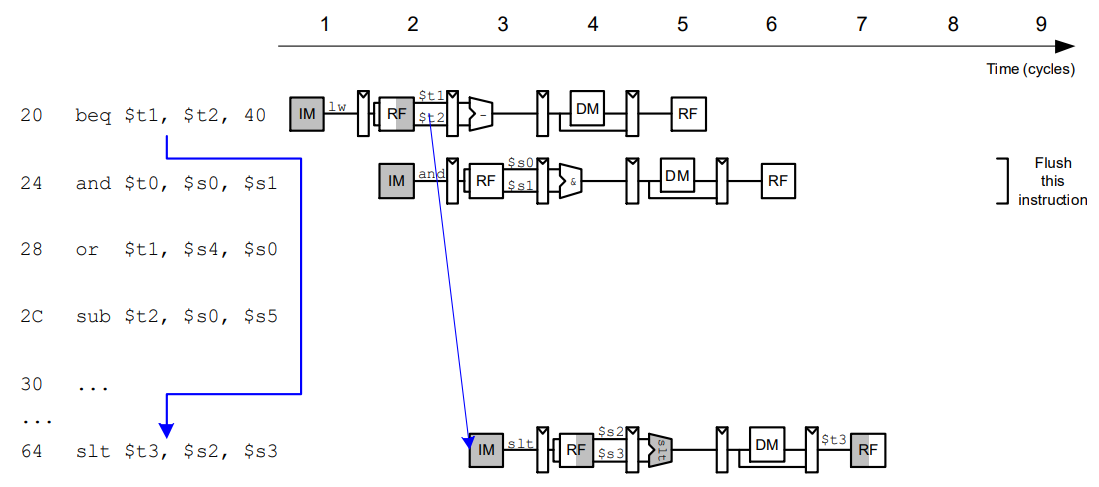 1 2 3 4 5 6 7 8 9
Time (cycles)
20 beq $t1, $t2, 40 IM lw RF $t1 $t2 - DM RF
24 and $t0, $s0, $s1 IM and RF $s0 $s1 & DM RF
Flush
this
instruction
28 or $t1, $s4, $s0
2C sub $t2, $s0, $s5
30 ...
...
64 slt $t3, $s2, $s3 IM slt RF $s2 $s3 slt DM $t3 RF